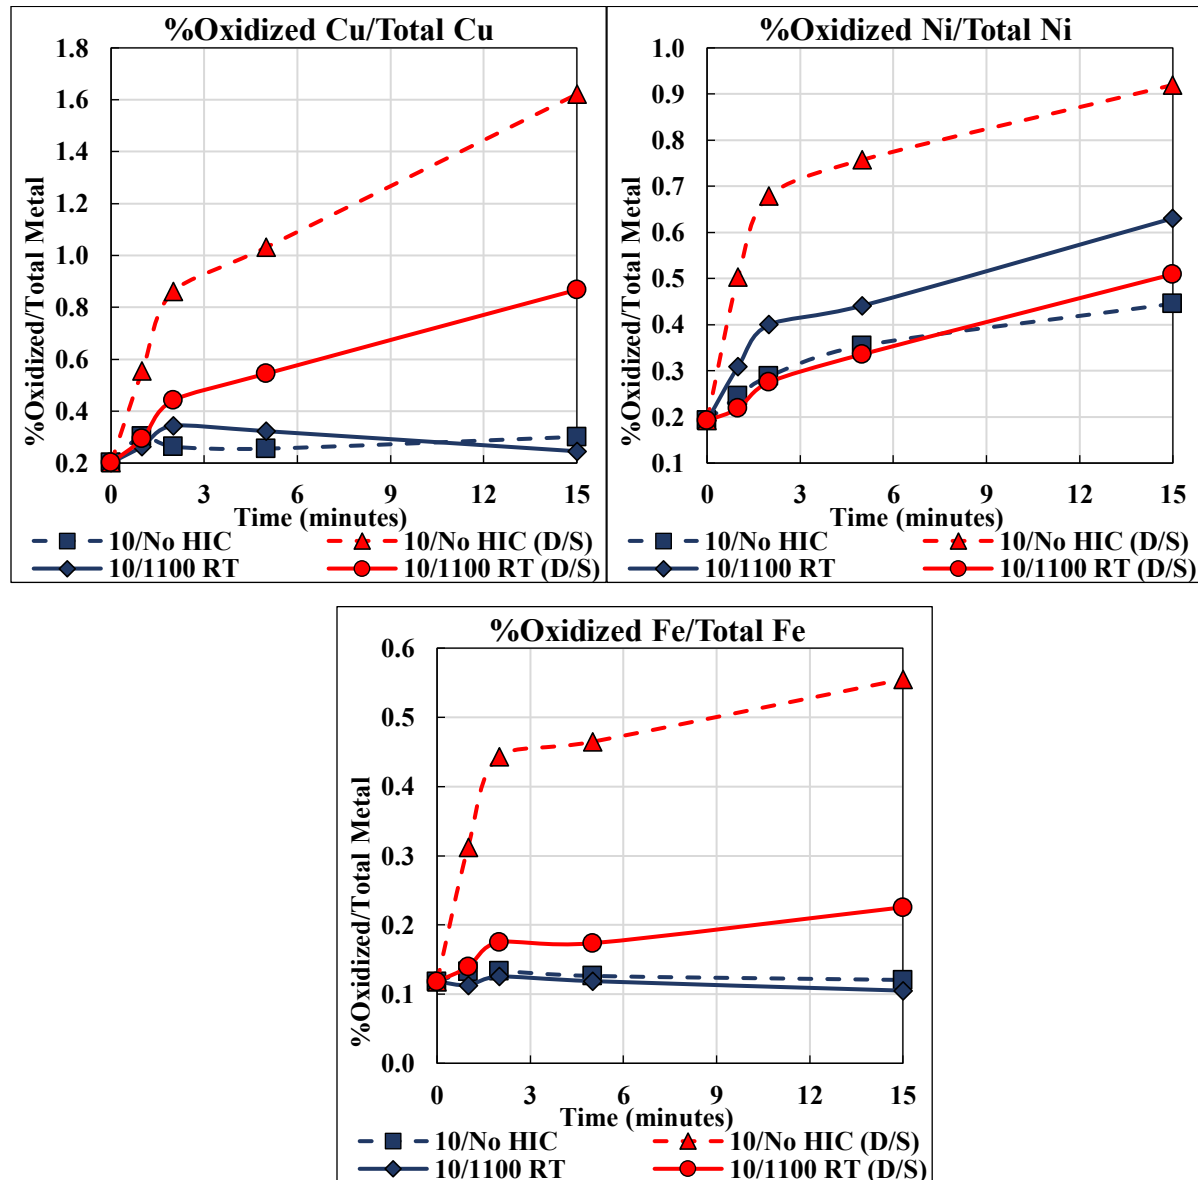 %Oxidized Cu/Total Cu
1.8
1.6
1.4
1.2
1.0
0.8
0.6
0.4
0.2
%Oxidized/Total Metal
0 3 6 9 12 15
Time (minutes)
10/No HIC 10/No HIC (D/S)
10/1100 RT 10/1100 RT (D/S)
%Oxidized Ni/Total Ni
1.0
0.9
0.8
0.7
0.6
0.5
0.4
0.3
0.2
0.1
%Oxidized/Total Metal
0 3 6 9 12 15
Time (minutes)
10/No HIC 10/No HIC (D/S)
10/1100 RT 10/1100 RT (D/S)
%Oxidized Fe/Total Fe
0.6
0.5
0.4
0.3
0.2
0.1
0.0
%Oxidized/Total Metal
0 3 6 9 12 15
Time (minutes)
10/No HIC 10/No HIC (D/S)
10/1100 RT 10/1100 RT (D/S)